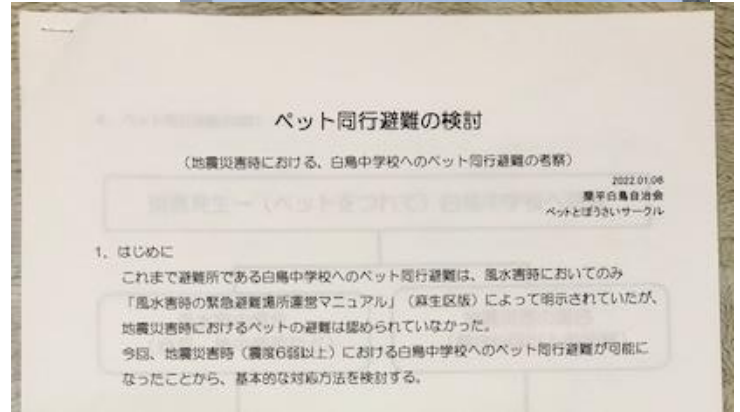 ペット同行避難の検討
（地震災害時における、白鳥中学校へのペット同行避難の考察）
2022.01.08
栗平白鳥自治会
ペットとぼうさいサークル
1．はじめに
これまで避難所である白鳥中学校へのペット同行避難は、風水害時においてのみ
「風水害時の緊急避難場所運営マニュアル」（麻生区版）によって明示されていたが、
地震災害時におけるペットの避難は認められていなかった。
今回、地震災害時（震度6弱以上）における白鳥中学校へのペット同行避難が可能に
なったことから、基本的な対応方法を検討する。